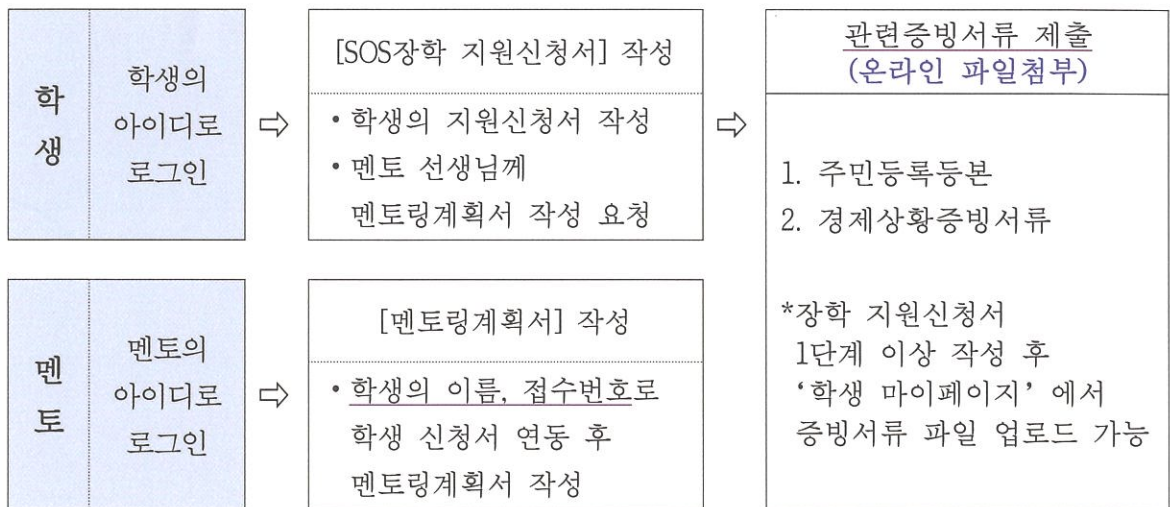 학생
학생의
아이디로
로그인
⇨
[SOS장학 지원신청서] 작성
• 학생의 지원신청서 작성
• 멘토 선생님께
멘토링계획서 작성 요청
⇨
관련증빙서류 제출
(온라인 파일첨부)
1. 주민등록등본
2. 경제상황증빙서류
*장학 지원신청서
1단계 이상 작성 후
‘학생 마이페이지’ 에서
증빙서류 파일 업로드 가능
멘토
멘토의
아이디로
로그인
⇨
[멘토링계획서] 작성
• 학생의 이름, 접수번호로
학생 신청서 연동 후
멘토링계획서 작성